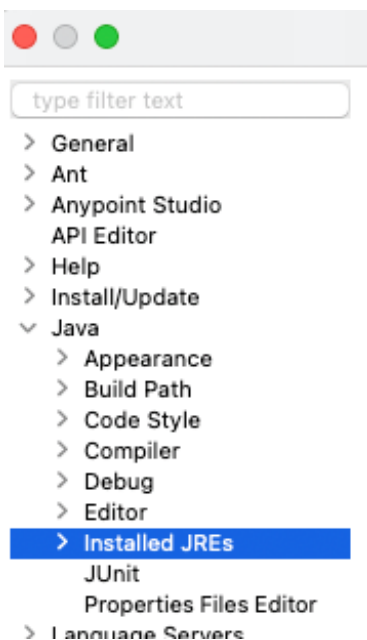 type filter text
General
Ant
Anypoint Studio
API Editor
Help
Install/Update
Java
Appearance
Build Path
Code Style
Compiler
Debug
Editor
Installed JREs
JUnit
Properties Files Editor
Language Servers